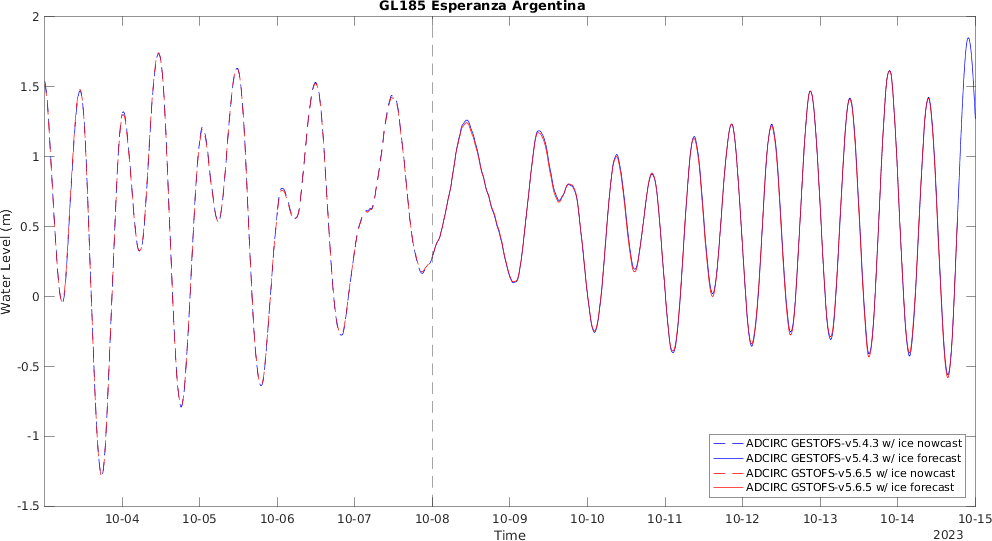 GL185 Esperanza Argentina
2
1.5
1
0.5
0
-0.5
-1
-1.5
Water Level (m)
ADCIRC GESTOFS-v5.4.3 w/ ice nowcast
ADCIRC GESTOFS-v5.4.3 w/ ice forecast
ADCIRC GSTOFS-v5.6.5 w/ ice nowcast
ADCIRC GSTOFS-v5.6.5 w/ ice forecast
10-04 10-05 10-06 10-07 10-08 10-09 10-10 10-11 10-12 10-13 10-14 10-15
Time
2023